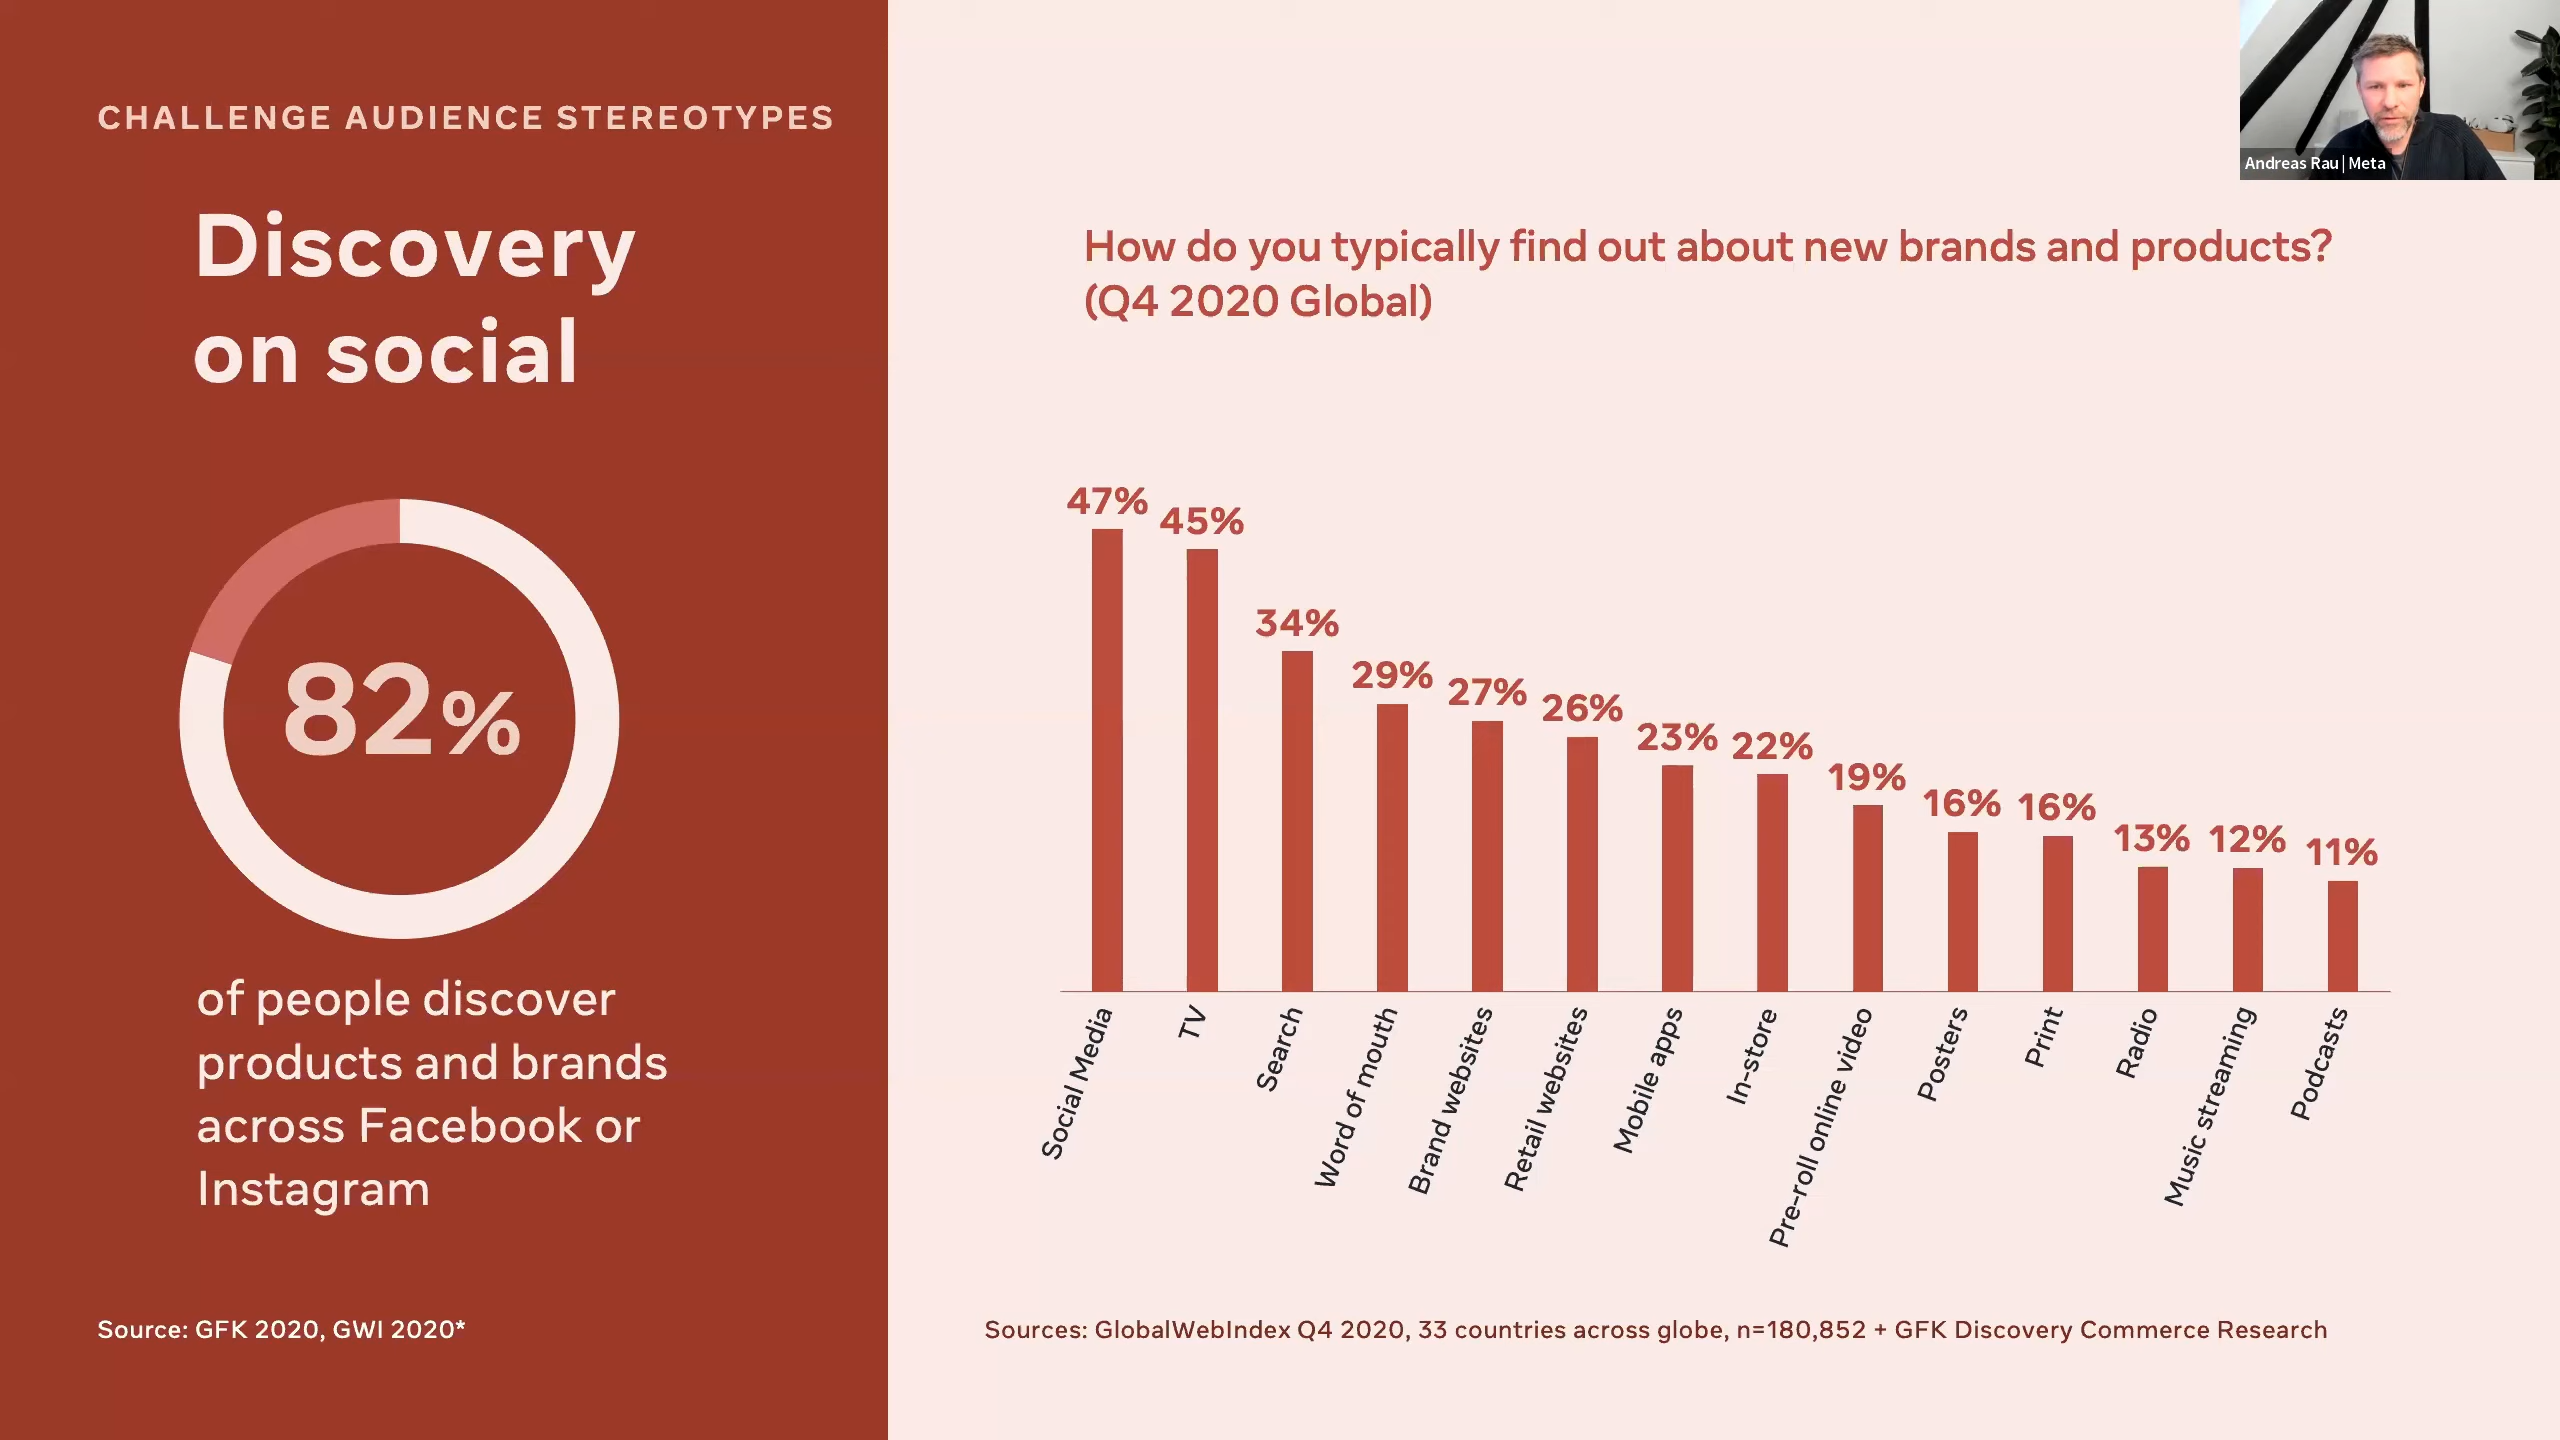 CHALLENGE AUDIENCE STEREOTYPES
Discovery
on social
82%
of people discover
products and brands
across Facebook or
Instagram
Source: GFK 2020, GWI 2020*
Andreas Rau | Meta
How do you typically find out about new brands and products?
(Q4 2020 Global)
47%
45%
34%
29%
27%
26%
23%
22%
19%
16%
16%
13%
12%
11%
Social Media
TV
Search
Word of mouth
Brand websites
Retail websites
Mobile apps
In-store
Pre-roll online video
Posters
Print
Radio
Music streaming
Podcasts
Sources: GlobalWebIndex Q4 2020, 33 countries across globe, n=180,852 + GFK Discovery Commerce Research